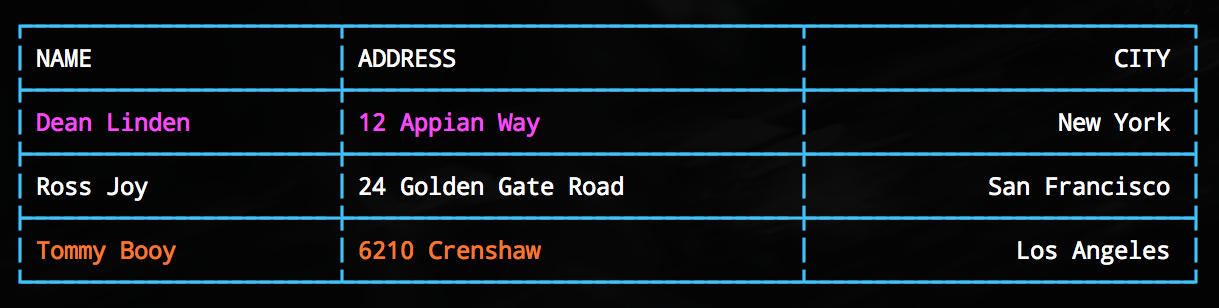 NAME ADDRESS CITY
Dean Linden 12 Appian Way New York
Ross Joy 24 Golden Gate Road San Francisco
Tommy Booy 6210 Crenshaw Los Angeles